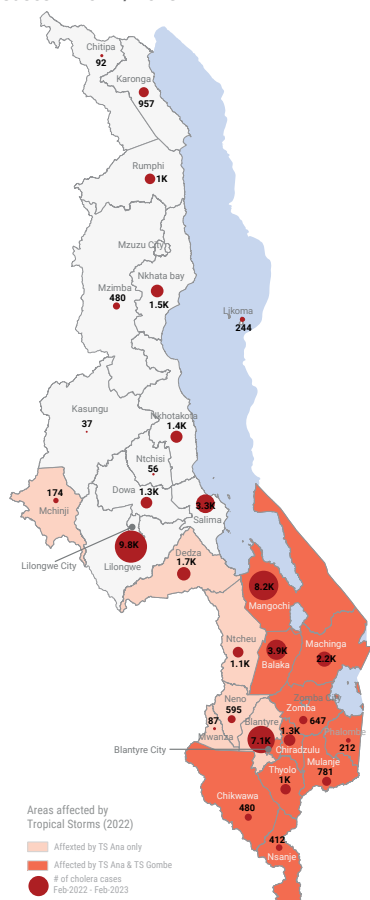 Chitipa
92
Karonga
957
Rumphi
1K
Mzuzu City
Nkhata bay
Mzimba
480
1.5K
Likoma
244
Kasungu
37
Nkhotakota
1.4K
Ntchisi
56
Dowa
1.3K
174
Mchinji
3.3K
Salima
9.8K
Lilongwe City
Lilongwe
Dedza
1.7K
8.2K
Mangochi
Ntcheu
1.1K
3.9K
Balaka
Machinga
2.2K
Neno
595
Zomba City
Zomba
647
87
Mwanza
Blantyre
7.1K
1.3K
Chiradzulu
Phalombe
212
Blantyre City
Thyolo
1K
Mulanje
781
Chikwawa
480
412
Nsanje
Areas affected by
Tropical Storms (2022)
Affected by TS Ana only
Affected by TS Ana & TS Gombe
# of cholera cases
Feb-2022 - Feb-2023